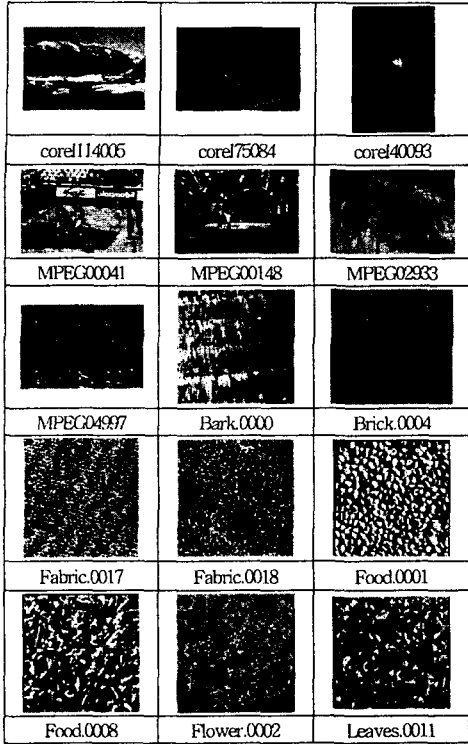 corel114005 corel75084 corel40093
MPEG00041 MPEG00148 MPEG02933
MPEG04997 Bark.0000 Brick.0004
Fabric.0017 Fabric.0018 Food.0001
Food.0008 Flower.0002 Leaves.0011